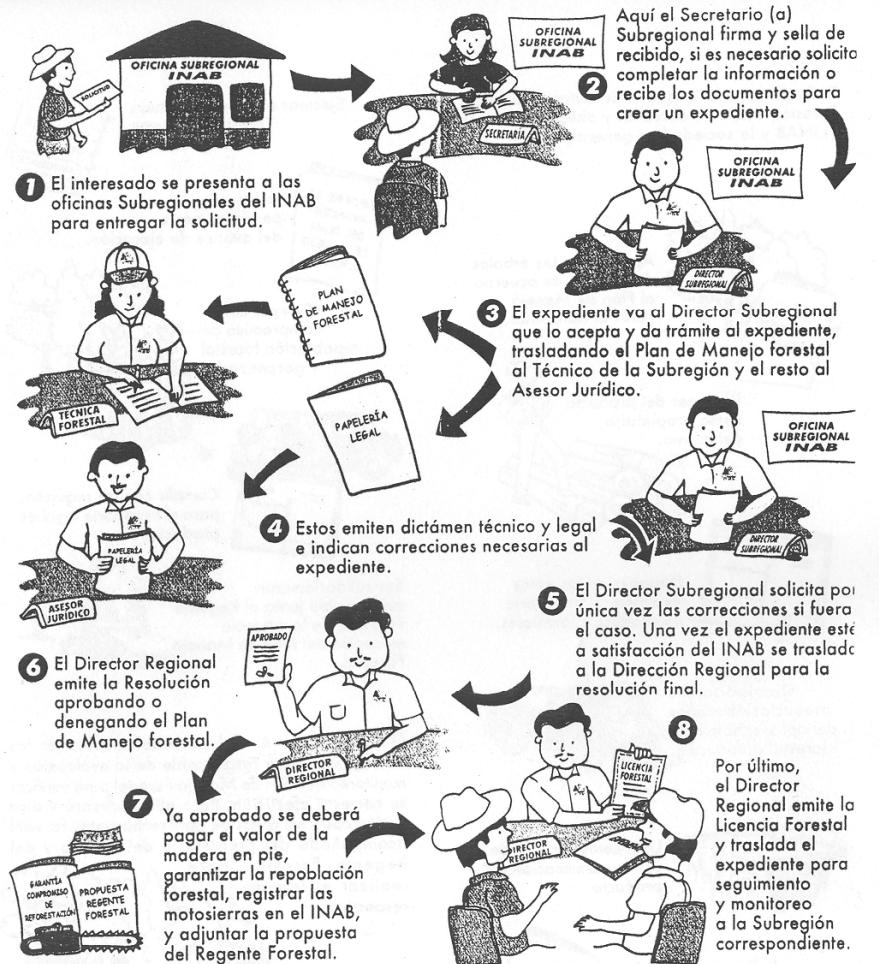 OFICINA SUBREGIONAL
INAB
SOLICITUD
1 El interesado se presenta a las
oficinas Subregionales del INAB
para entregar la solicitud.
OFICINA
SUBREGIONAL
INAB
SECRETARÍA
Aquí el Secretario (a)
Subregional firma y sella de
recibido, si es necesario solicita
2 completar la información o
recibe los documentos para
crear un expediente.
OFICINA
SUBREGIONAL
INAB
DIRECTOR
SUBREGIONAL
3 El expediente va al Director Subregional
que lo acepta y da trámite al expediente,
trasladando el Plan de Manejo forestal
al Técnico de la Subregión y el resto al
Asesor Jurídico.
PLAN
DE MANEJO
FORESTAL
TECNICA
FORESTAL
PAPELERÍA
LEGAL
PAPELERÍA
LEGAL
ASESOR
JURÍDICO
4 Estos emiten dictámen técnico y legal
e indican correcciones necesarias al
expediente.
OFICINA
SUBREGIONAL
INAB
DIRECTOR
SUBREGIONAL
5 El Director Subregional solicita por
única vez las correcciones si fuera
el caso. Una vez el expediente esté
a satisfacción del INAB se traslada
a la Dirección Regional para la
resolución final.
6 El Director Regional
emite la Resolución
aprobando o
denegando el Plan
de Manejo forestal.
APROBADO
DIRECTOR
REGIONAL
7
Ya aprobado se deberá
pagar el valor de la
madera en pie,
garantizar la repoblación
forestal, registrar las
motosierras en el INAB,
y adjuntar la propuesta
del Regente Forestal.
GARANTÍA
COMPROMISO
DE
REFORESTACIÓN
PROPUESTA
REGENTE
FORESTAL
LICENCIA
FORESTAL
DIRECTOR
REGIONAL
8
Por último,
el Director
Regional emite la
Licencia Forestal
y traslada el
expediente para
seguimiento
y monitoreo
a la Subregión
correspondiente.